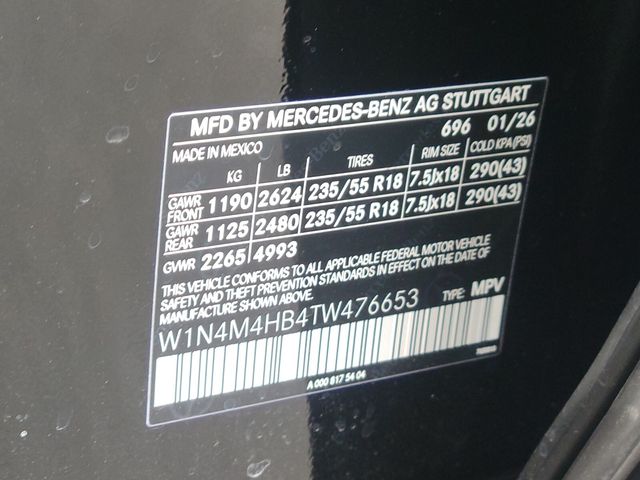 MFD BY MERCEDES-BENZ AG STUTTGART
MADE IN MEXICO 696 01/26
KG LB TIRES RIM SIZE COLD KPA(PSI)
GAWR FRONT 1190 2624 235/55 R18 7.5Jx18 290(43)
GAWR REAR 1125 2480 235/55 R18 7.5Jx18 290(43)
GVWR 2265 4993
THIS VEHICLE CONFORMS TO ALL APPLICABLE FEDERAL MOTOR VEHICLE
SAFETY AND THEFT PREVENTION STANDARDS IN EFFECT ON THE DATE OF
MANUFACTURE SHOWN ABOVE.
W1N4M4HB4TW476653 TYPE: MPV
A 000 817 54 04